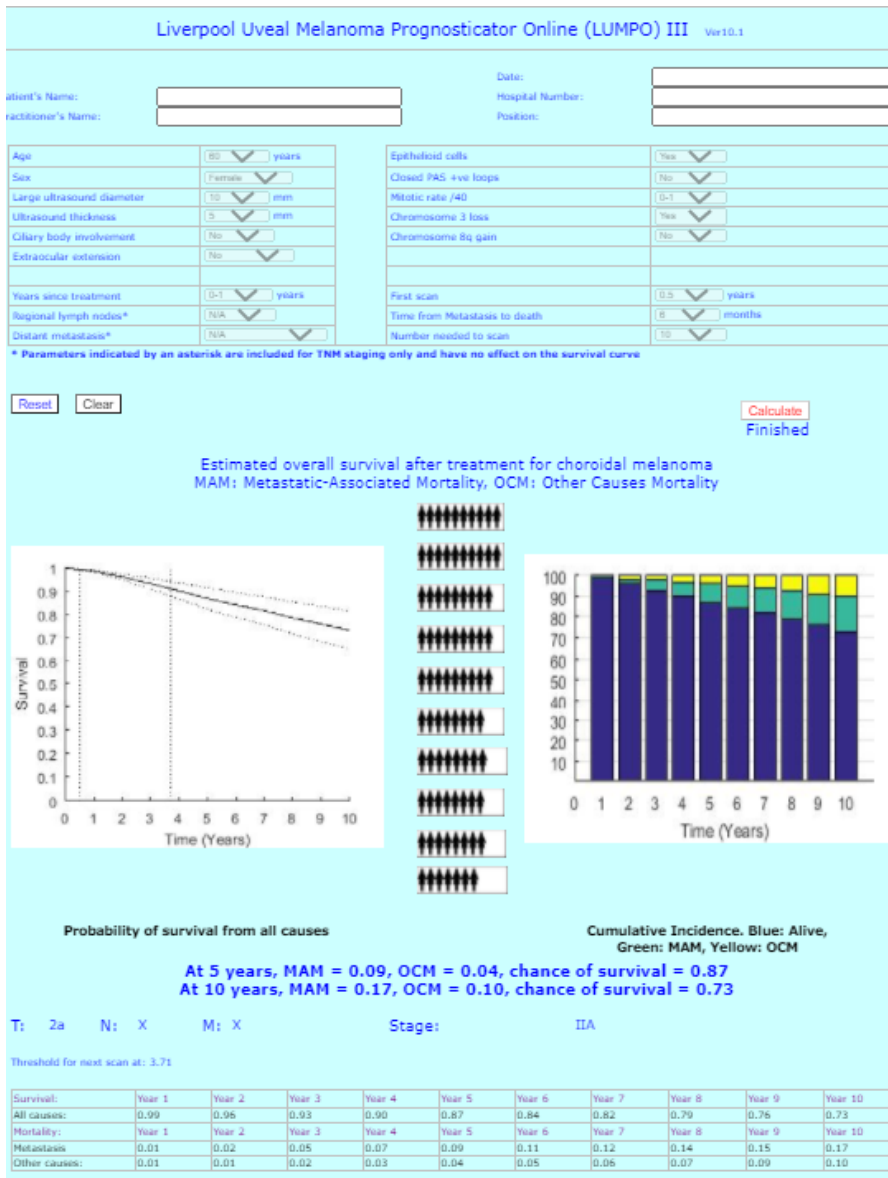 Liverpool Uveal Melanoma Prognosticator Online (LUMPO) III Ver10.1
Date:
atient's Name: Hospital Number:
ractitioner's Name: Position:
Age 60 years Epithelioid cells Yes
Sex Female Closed PAS +ve loops No
Large ultrasound diameter 10 mm Mitotic rate /40 0-1
Ultrasound thickness 5 mm Chromosome 3 loss Yes
Ciliary body involvement No Chromosome 8q gain No
Extraocular extension No
Years since treatment 0-1 years First scan 0.5 years
Regional lymph nodes* N/A Time from Metastasis to death 6 months
Distant metastasis* N/A Number needed to scan 10
* Parameters indicated by an asterisk are included for TNM staging only and have no effect on the survival curve
Reset Clear Calculate
Finished
Estimated overall survival after treatment for choroidal melanoma
MAM: Metastatic-Associated Mortality, OCM: Other Causes Mortality
1
0.9
0.8
0.7
0.6
0.5
0.4
0.3
0.2
0.1
0
Survival
0 1 2 3 4 5 6 7 8 9 10
Time (Years)
100
90
80
70
60
50
40
30
20
10
0 1 2 3 4 5 6 7 8 9 10
Time (Years)
Probability of survival from all causes
Cumulative Incidence. Blue: Alive,
Green: MAM, Yellow: OCM
At 5 years, MAM = 0.09, OCM = 0.04, chance of survival = 0.87
At 10 years, MAM = 0.17, OCM = 0.10, chance of survival = 0.73
T: 2a N: X M: X Stage: IIA
Threshold for next scan at: 3.71
Survival: Year 1 Year 2 Year 3 Year 4 Year 5 Year 6 Year 7 Year 8 Year 9 Year 10
All causes: 0.99 0.96 0.93 0.90 0.87 0.84 0.82 0.79 0.76 0.73
Mortality: Year 1 Year 2 Year 3 Year 4 Year 5 Year 6 Year 7 Year 8 Year 9 Year 10
Metastasis 0.01 0.02 0.05 0.07 0.09 0.11 0.12 0.14 0.15 0.17
Other causes: 0.01 0.01 0.02 0.03 0.04 0.05 0.06 0.07 0.09 0.10